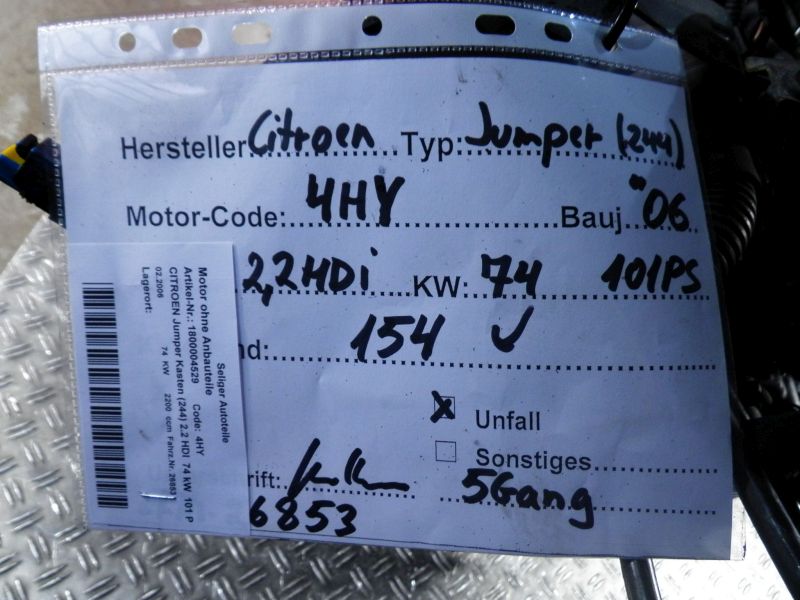 Hersteller: Citroen Typ: Jumper (244)
Motor-Code: 4HY Bauj. 06
2,2HDi KW: 74 101PS
nd: 154
Unfall
Sonstiges
rift:
5Gang
6853
Seliger Autoteile
Motor ohne Anbauteile
Artikel-Nr.: 1800004529 Code: 4HY
CITROEN Jumper Kasten (244) 2.2 HDI 74 kW 101 P
02.2006 74 KW 2200 ccm Fahrz.Nr. 26853
Lagerort: